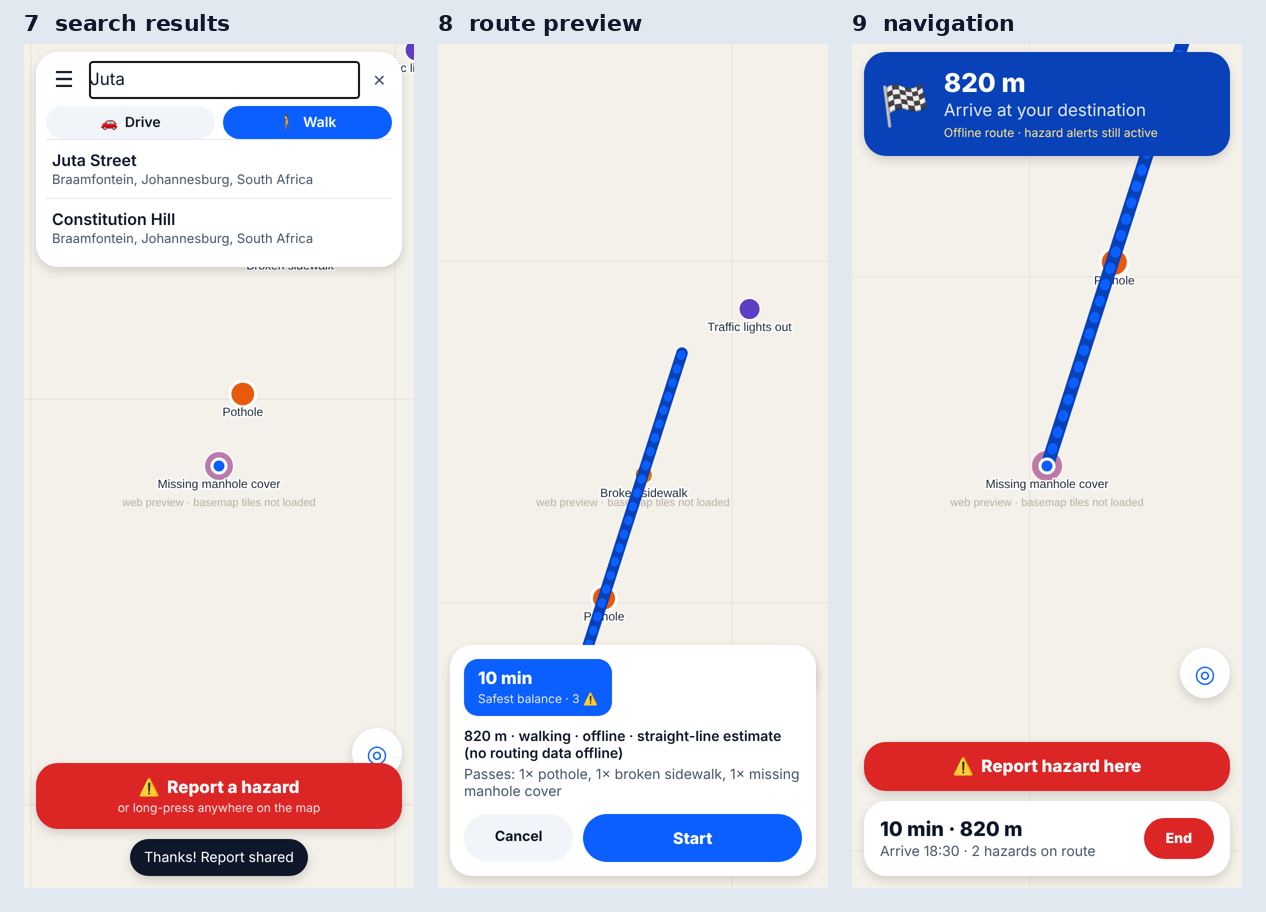 7 search results
☰ Juta ×
c li
🚗 Drive
🚶 Walk
Juta Street
Braamfontein, Johannesburg, South Africa
Constitution Hill
Braamfontein, Johannesburg, South Africa
Broken sidewalk
Pothole
Missing manhole cover
web preview · basemap tiles not loaded
⚠️ Report a hazard
or long-press anywhere on the map
Thanks! Report shared
8 route preview
Traffic lights out
Broken sidewalk
web preview · basemap tiles not loaded
Pothole
10 min
Safest balance · 3 ⚠️
820 m · walking · offline · straight-line estimate
(no routing data offline)
Passes: 1× pothole, 1× broken sidewalk, 1× missing
manhole cover
Cancel
Start
9 navigation
820 m
Arrive at your destination
Offline route · hazard alerts still active
Pothole
Missing manhole cover
web preview · basemap tiles not loaded
⚠️ Report hazard here
10 min · 820 m
Arrive 18:30 · 2 hazards on route
End